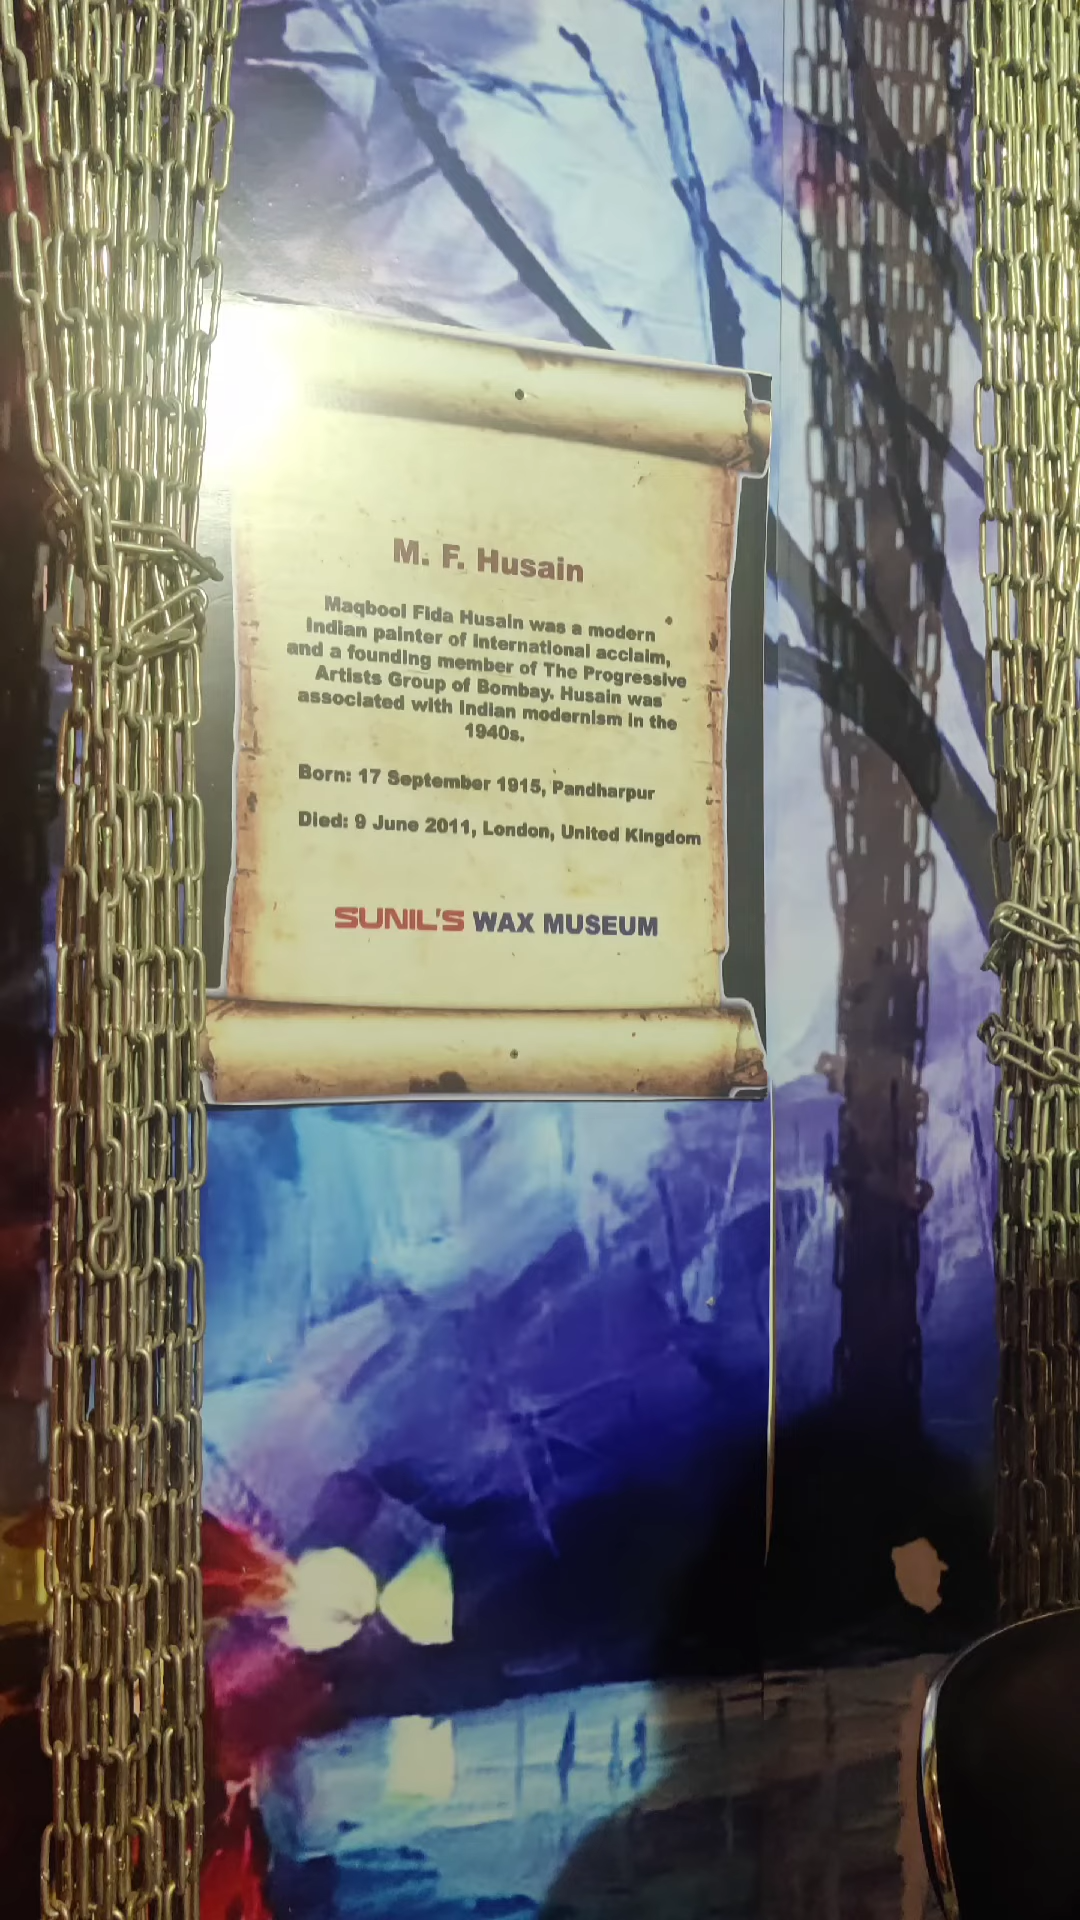 M. F. Husain
Maqbool Fida Husain was a modern
Indian painter of international acclaim,
and a founding member of The Progressive
Artists Group of Bombay. Husain was
associated with Indian modernism in the
1940s.
Born: 17 September 1915, Pandharpur
Died: 9 June 2011, London, United Kingdom
SUNIL'S WAX MUSEUM